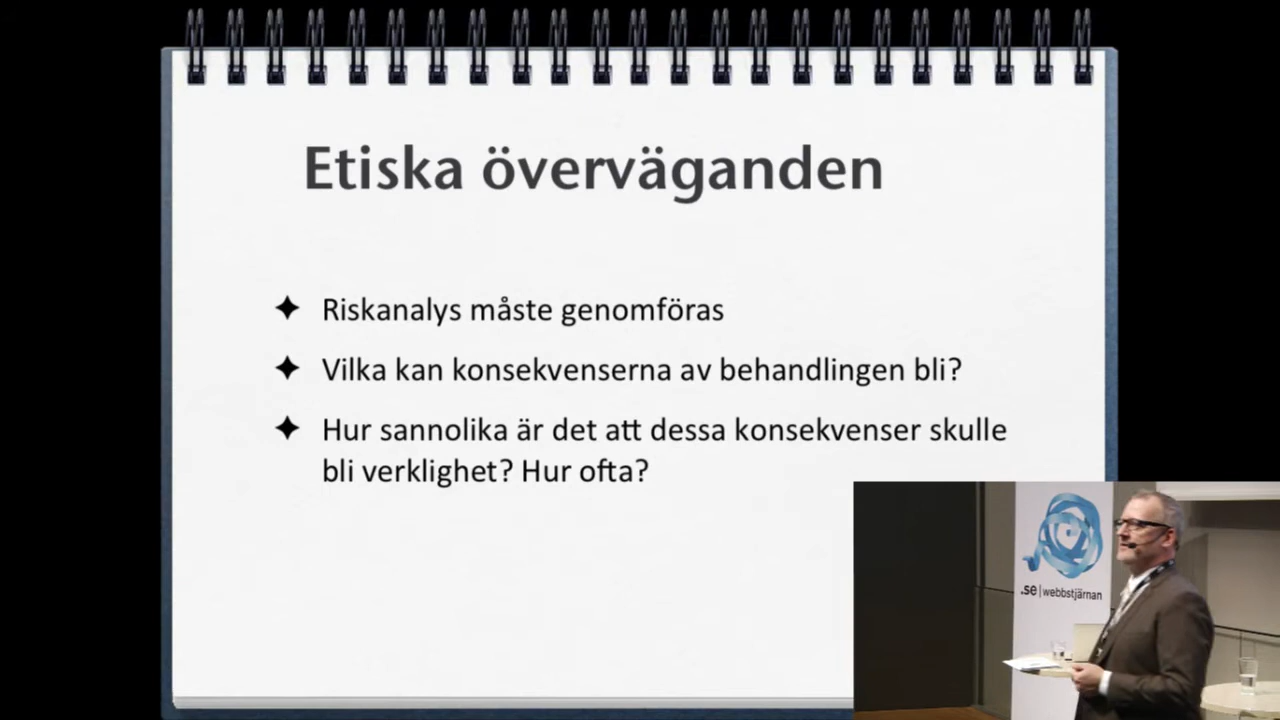 Etiska överväganden
Riskanalys måste genomföras
Vilka kan konsekvenserna av behandlingen bli?
Hur sannolika är det att dessa konsekvenser skulle
bli verklighet? Hur ofta?
.se | webbstjärnan